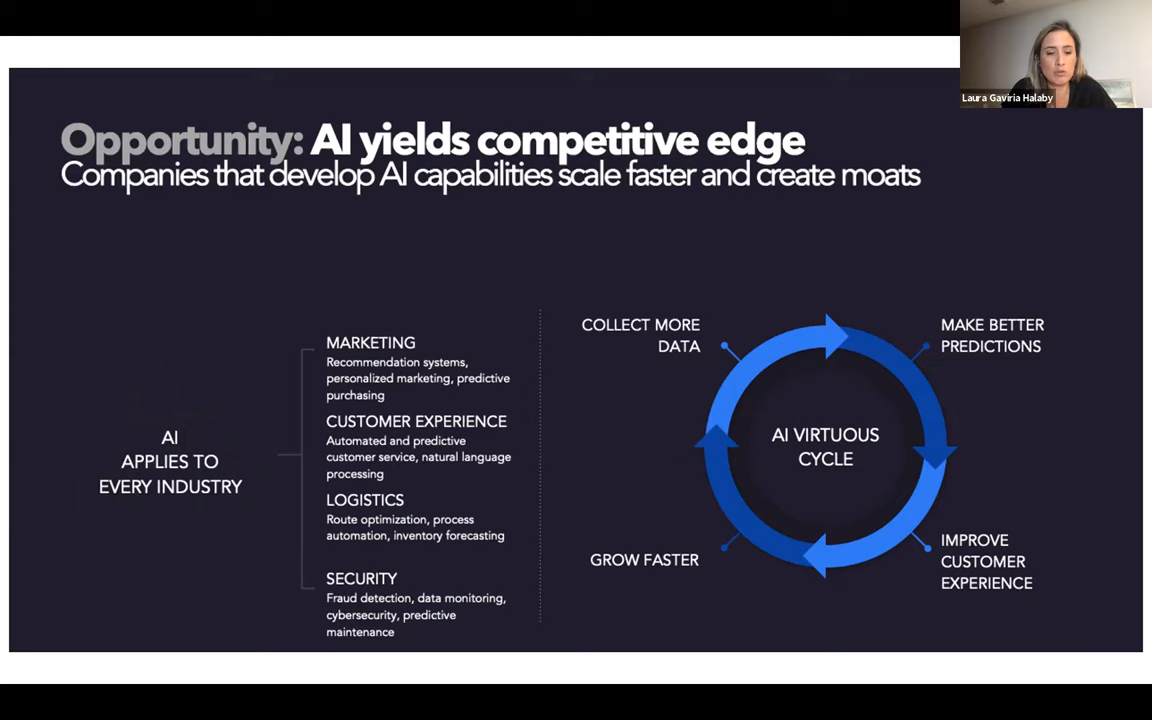 Laura Gaviria Halaby
Opportunity: AI yields competitive edge
Companies that develop AI capabilities scale faster and create moats
AI
APPLIES TO
EVERY INDUSTRY
MARKETING
Recommendation systems,
personalized marketing, predictive
purchasing
CUSTOMER EXPERIENCE
Automated and predictive
customer service, natural language
processing
LOGISTICS
Route optimization, process
automation, inventory forecasting
SECURITY
Fraud detection, data monitoring,
cybersecurity, predictive
maintenance
COLLECT MORE
DATA
MAKE BETTER
PREDICTIONS
AI VIRTUOUS
CYCLE
GROW FASTER
IMPROVE
CUSTOMER
EXPERIENCE